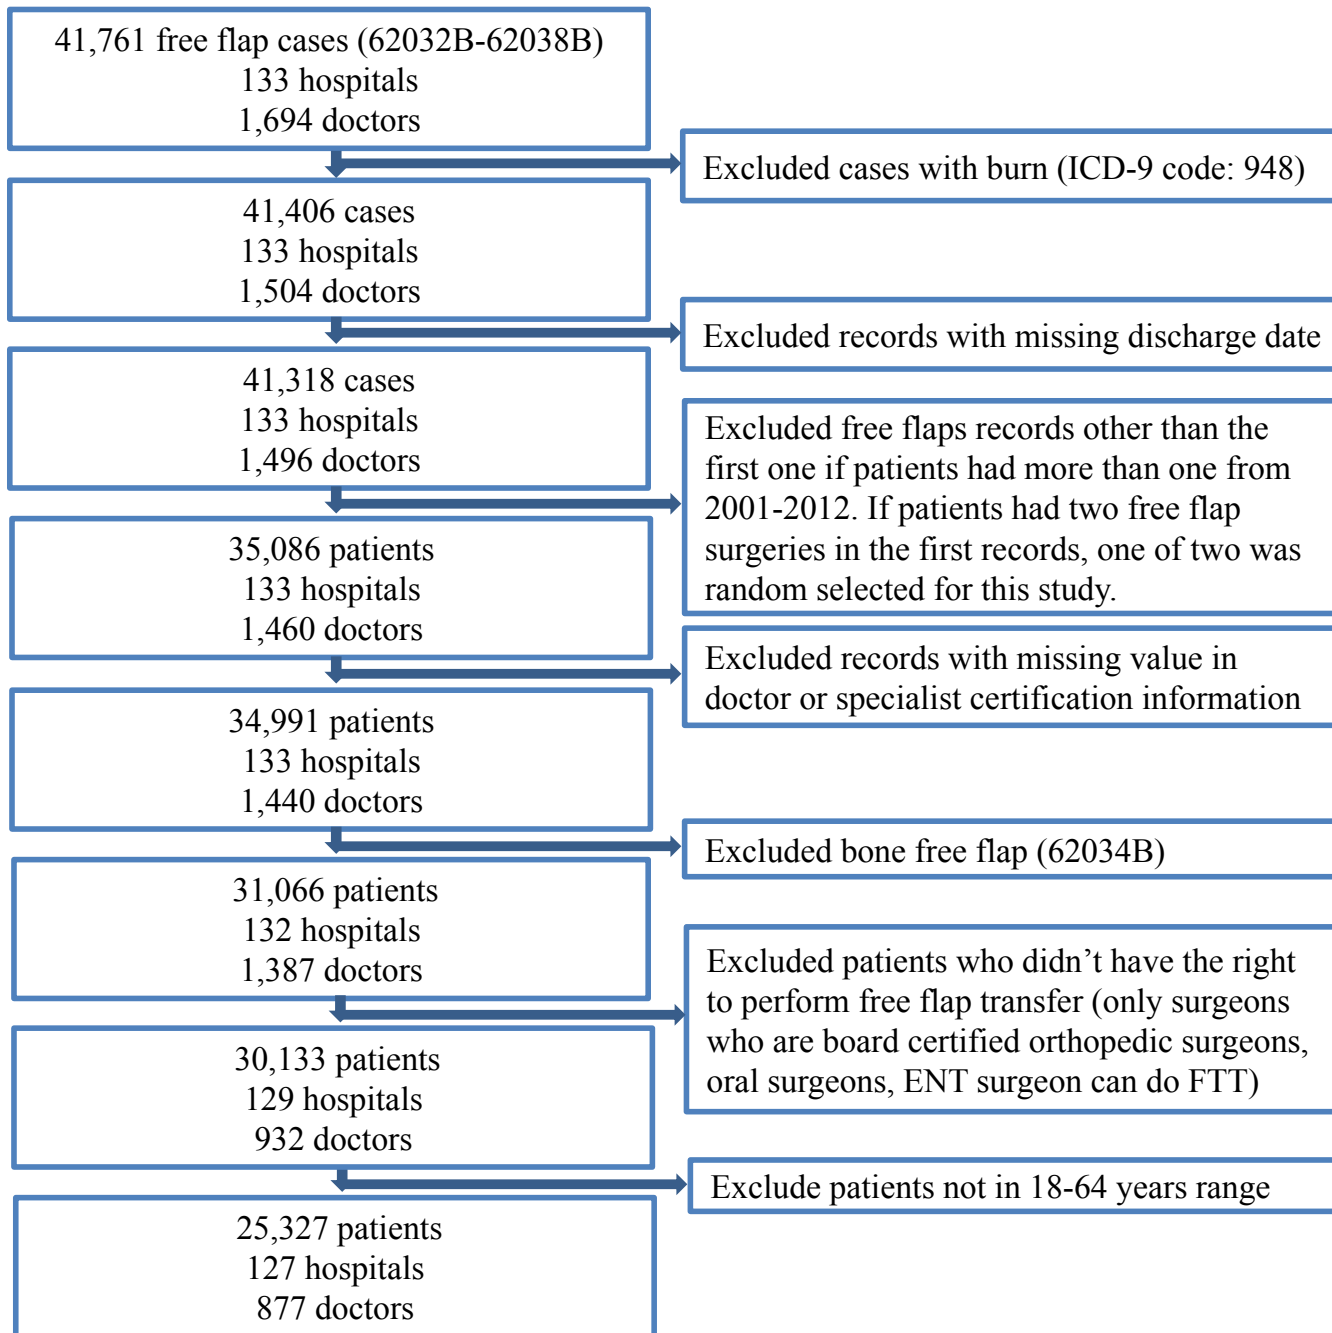 41,761 free flap cases (62032B-62038B)
133 hospitals
1,694 doctors
Excluded cases with burn (ICD-9 code: 948)
41,406 cases
133 hospitals
1,504 doctors
Excluded records with missing discharge date
41,318 cases
133 hospitals
1,496 doctors
Excluded free flaps records other than the
first one if patients had more than one from
2001-2012. If patients had two free flap
surgeries in the first records, one of two was
random selected for this study.
35,086 patients
133 hospitals
1,460 doctors
Excluded records with missing value in
doctor or specialist certification information
34,991 patients
133 hospitals
1,440 doctors
Excluded bone free flap (62034B)
31,066 patients
132 hospitals
1,387 doctors
Excluded patients who didn’t have the right
to perform free flap transfer (only surgeons
who are board certified orthopedic surgeons,
oral surgeons, ENT surgeon can do FTT)
30,133 patients
129 hospitals
932 doctors
Exclude patients not in 18-64 years range
25,327 patients
127 hospitals
877 doctors